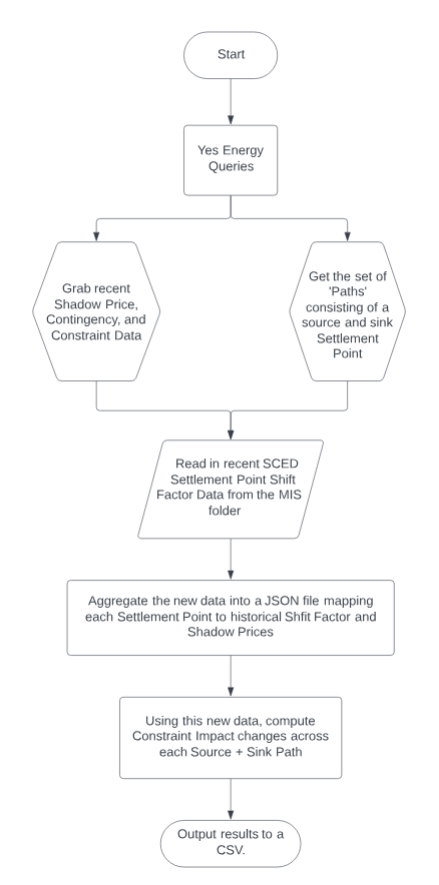 Start
Yes Energy
Queries
Grab recent
Shadow Price,
Contingency, and
Constraint Data
Get the set of
'Paths'
consisting of a
source and sink
Settlement
Point
Read in recent SCED
Settlement Point Shift
Factor Data from the MIS
folder
Aggregate the new data into a JSON file mapping
each Settlement Point to historical Shfit Factor and
Shadow Prices
Using this new data, compute
Constraint Impact changes across
each Source + Sink Path
Output results to a
CSV.